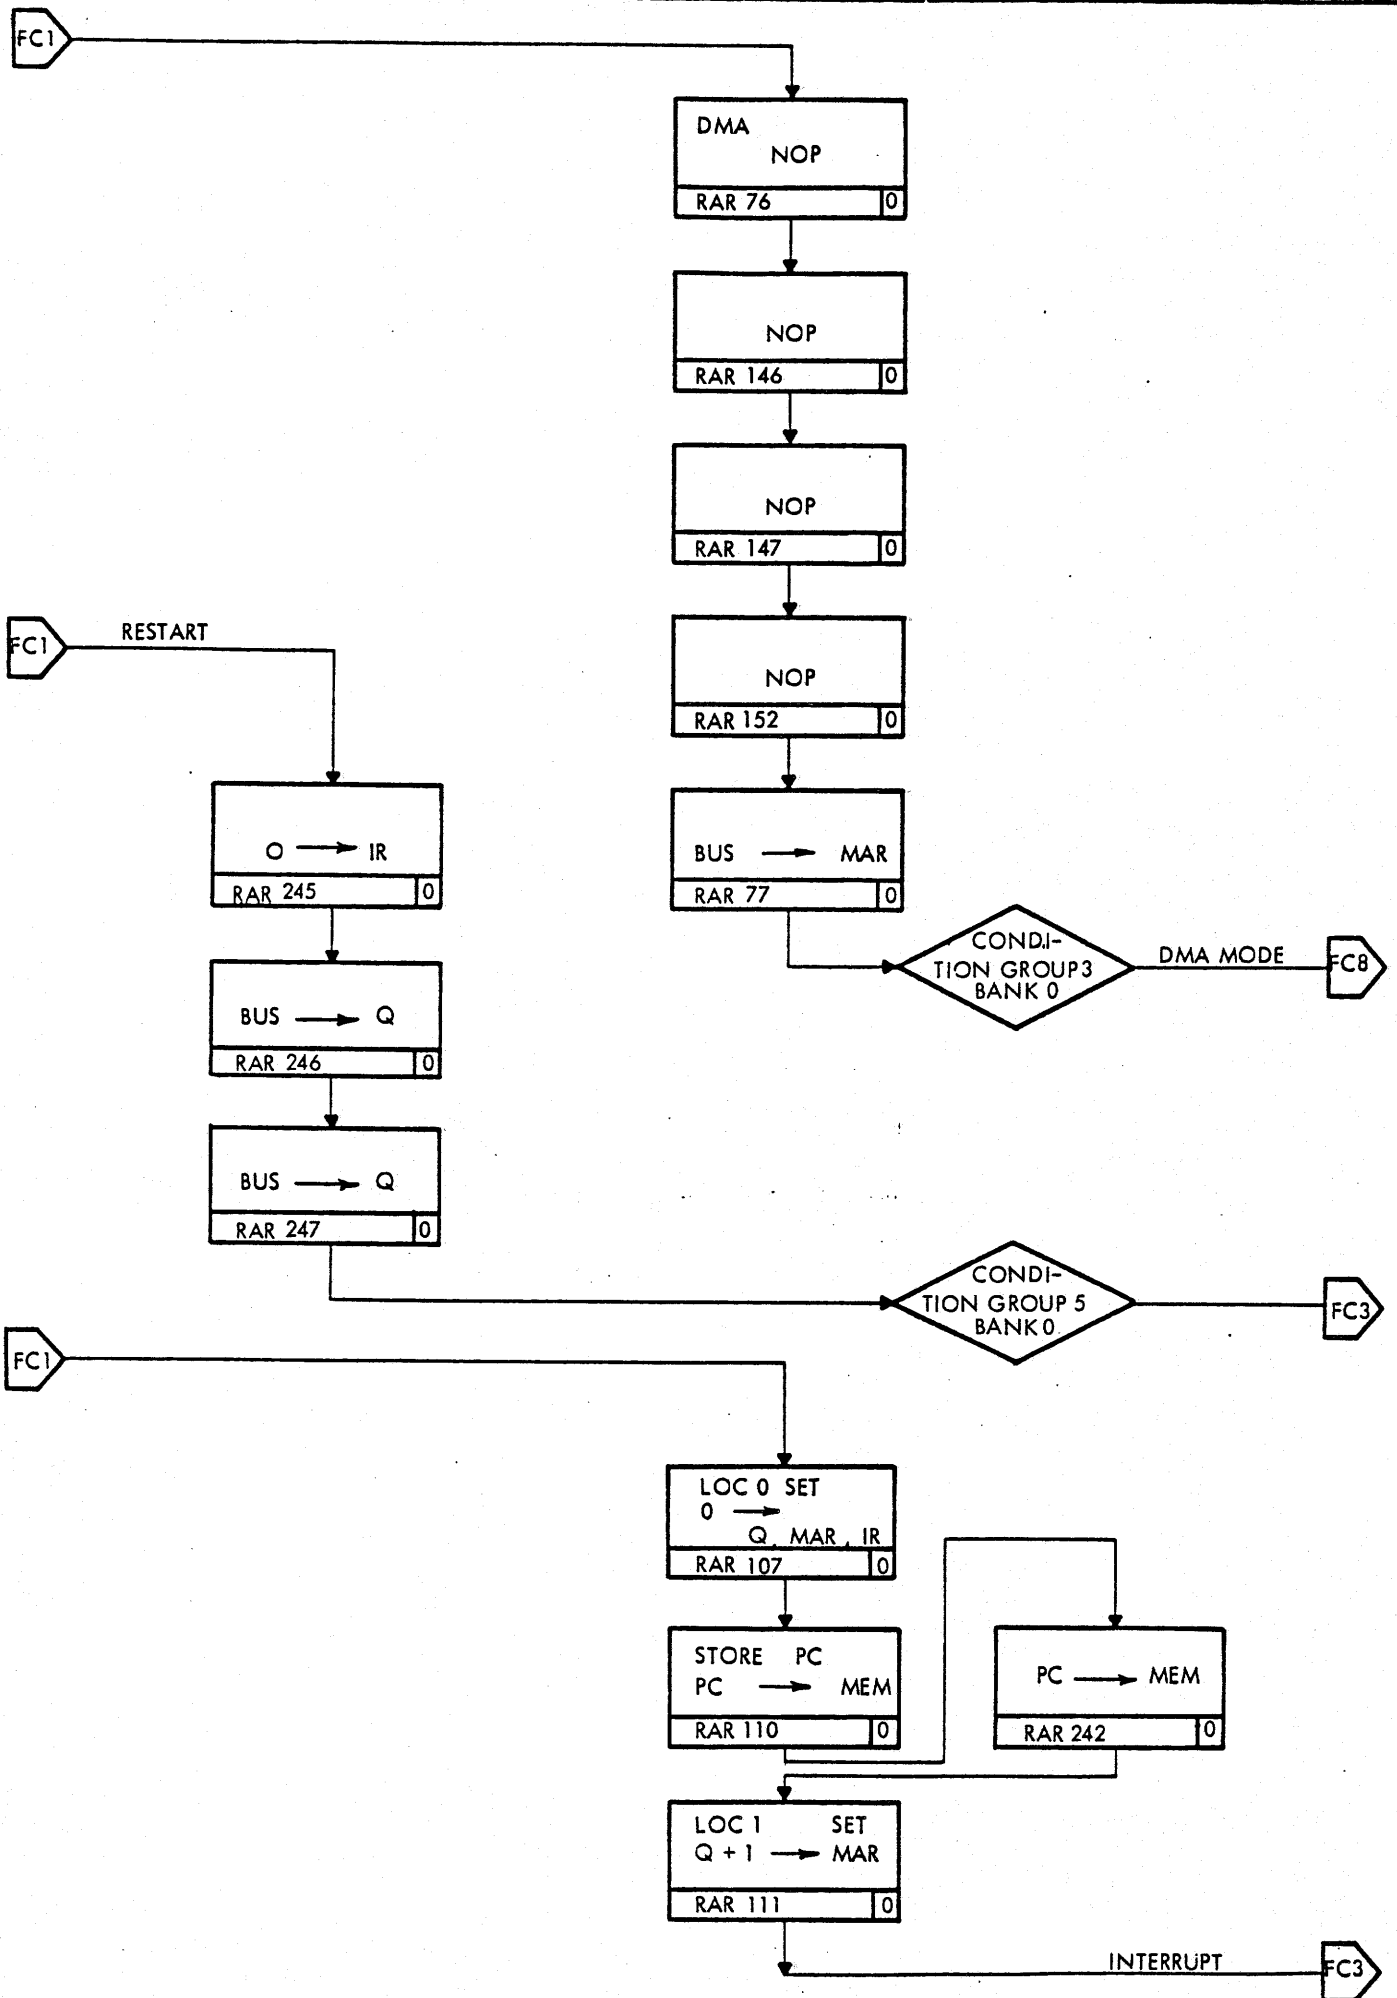 FC1
DMA
NOP
RAR 76 0
NOP
RAR 146 0
NOP
RAR 147 0
NOP
RAR 152 0
BUS → MAR
RAR 77 0
CONDI-
TION GROUP 3
BANK 0
DMA MODE
FC8
FC1
RESTART
O → IR
RAR 245 0
BUS → Q
RAR 246 0
BUS → Q
RAR 247 0
CONDI-
TION GROUP 5
BANK 0
FC3
FC1
LOC 0 SET
0 →
Q, MAR, IR
RAR 107 0
STORE PC
PC → MEM
RAR 110 0
PC → MEM
RAR 242 0
LOC 1 SET
Q + 1 → MAR
RAR 111 0
INTERRUPT
FC3